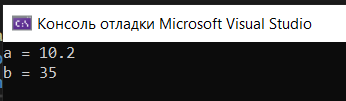 Консоль отладки Microsoft Visual Studio
a = 10.2
b = 35